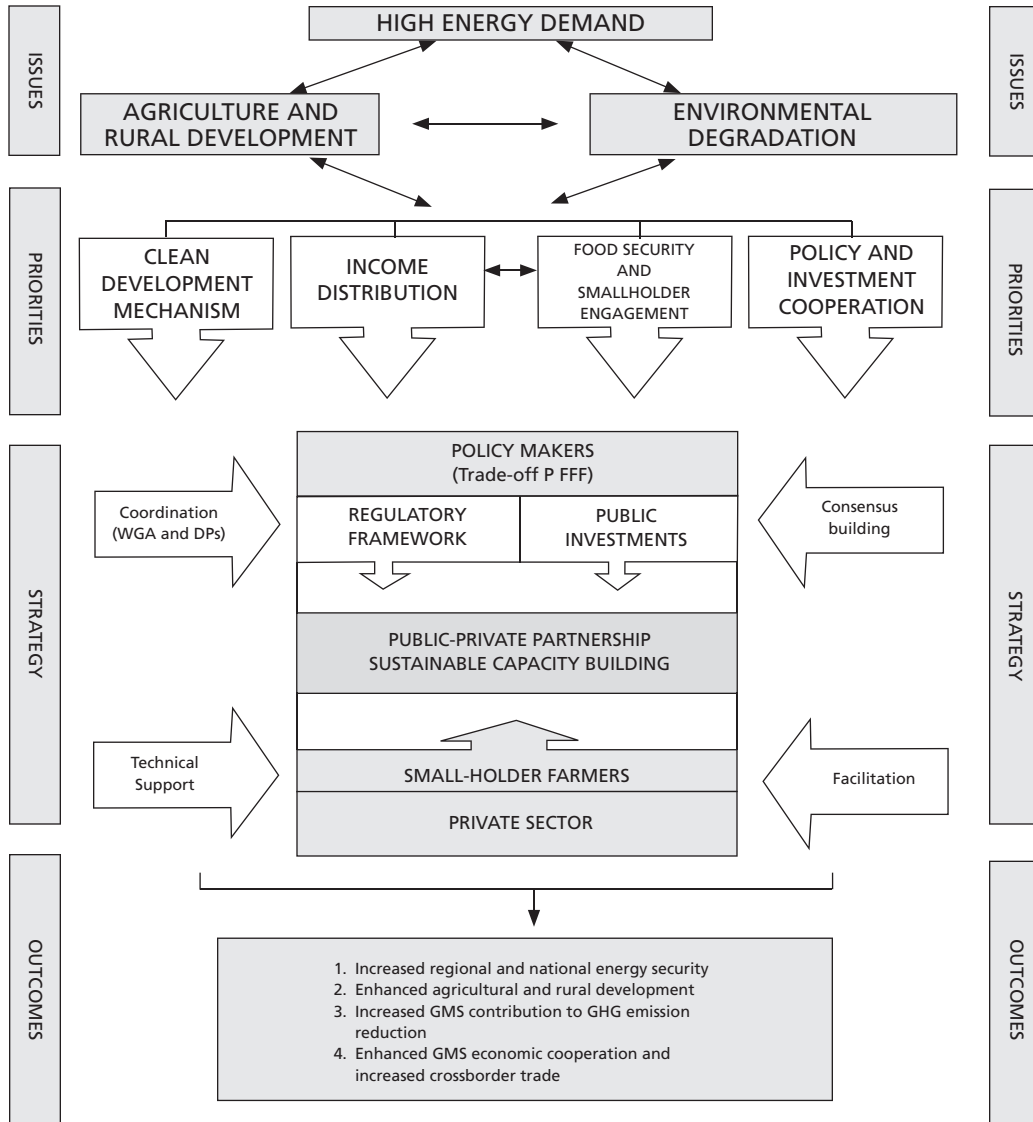 ISSUES
HIGH ENERGY DEMAND
ISSUES
AGRICULTURE AND
RURAL DEVELOPMENT
ENVIRONMENTAL
DEGRADATION
PRIORITIES
CLEAN
DEVELOPMENT
MECHANISM
INCOME
DISTRIBUTION
FOOD SECURITY
AND
SMALLHOLDER
ENGAGEMENT
POLICY AND
INVESTMENT
COOPERATION
PRIORITIES
STRATEGY
POLICY MAKERS
(Trade-off P FFF)
Coordination
(WGA and DPs)
REGULATORY
FRAMEWORK
PUBLIC
INVESTMENTS
Consensus
building
STRATEGY
PUBLIC-PRIVATE PARTNERSHIP
SUSTAINABLE CAPACITY BUILDING
Technical
Support
SMALL-HOLDER FARMERS
Facilitation
PRIVATE SECTOR
OUTCOMES
1. Increased regional and national energy security
2. Enhanced agricultural and rural development
3. Increased GMS contribution to GHG emission
reduction
4. Enhanced GMS economic cooperation and
increased crossborder trade
OUTCOMES